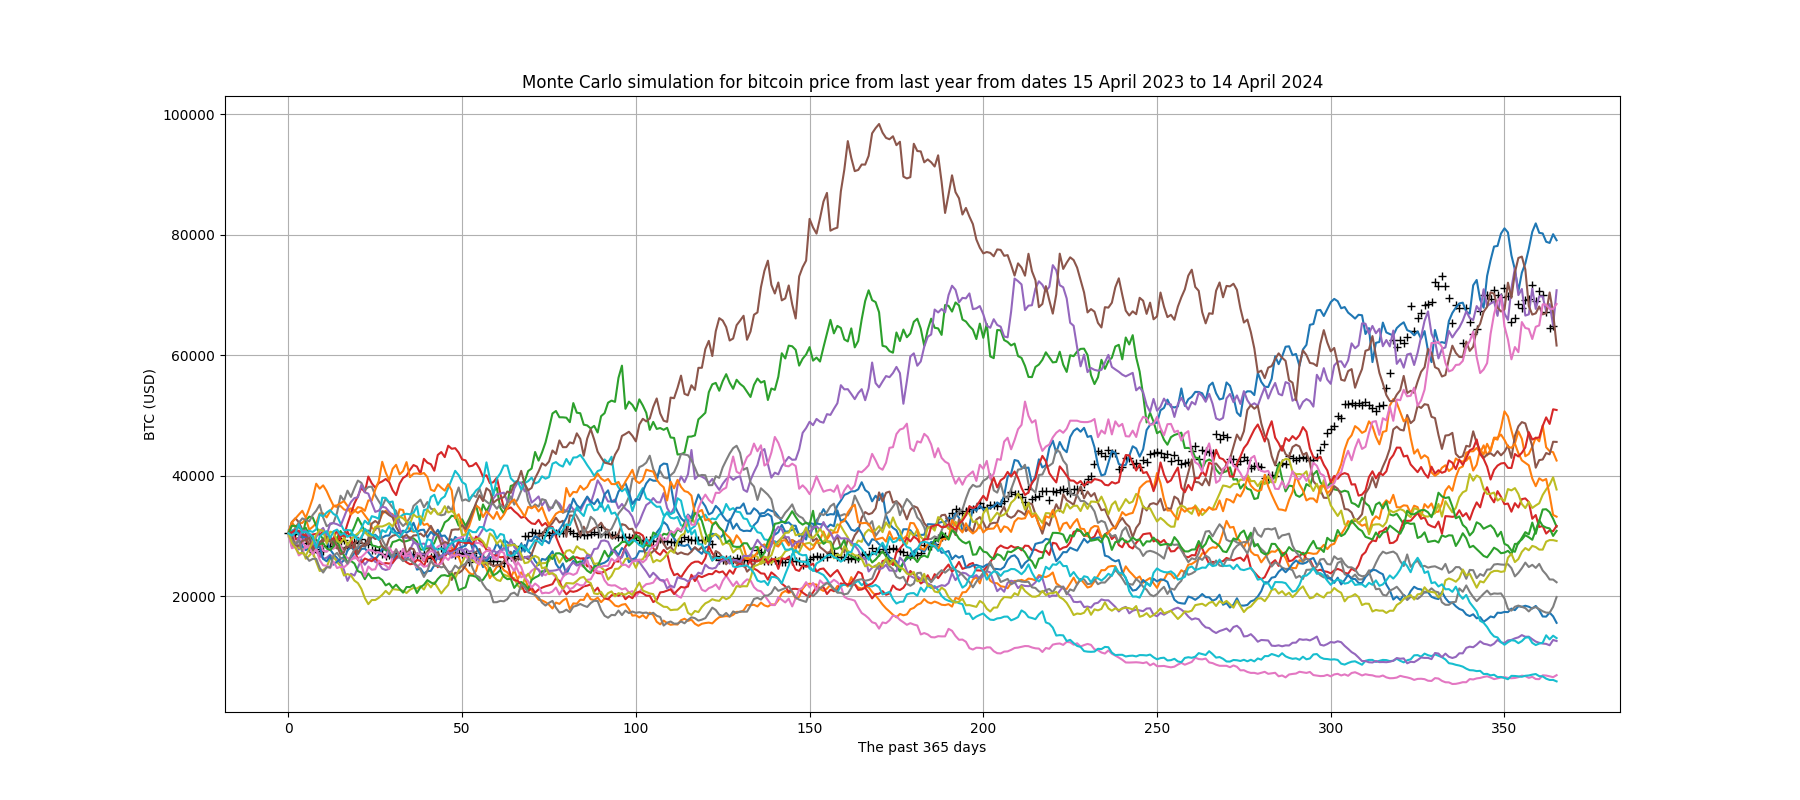 Monte Carlo simulation for bitcoin price from last year from dates 15 April 2023 to 14 April 2024
100000
80000
60000
40000
20000
BTC (USD)
0 50 100 150 200 250 300 350
The past 365 days